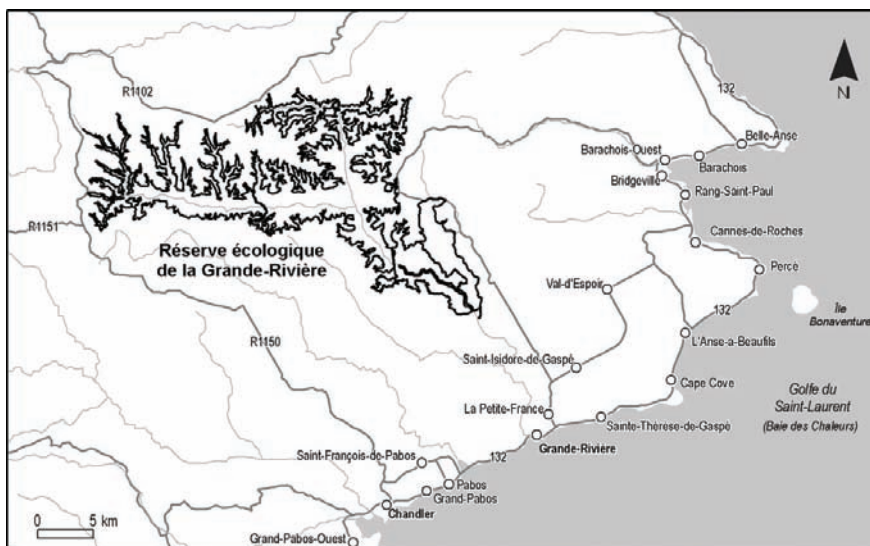 R1102
132
N
Belle-Anse
Barachois-Ouest
Barachois
Bridgeville
Rang-Saint-Paul
R1151
Réserve écologique
de la Grande-Rivière
Cannes-de-Roches
Percé
Val-d'Espoir
Île
Bonaventure
132
R1150
L'Anse-a-Beaufils
Saint-Isidore-de-Gaspé
Cape Cove
Golfe du
Saint-Laurent
(Baie des Chaleurs)
La Petite-France
Sainte-Thérèse-de-Gaspé
Grande-Rivière
132
Saint-François-de-Pabos
Pabos
Grand-Pabos
Chandler
0 5 km
Grand-Pabos-Ouest